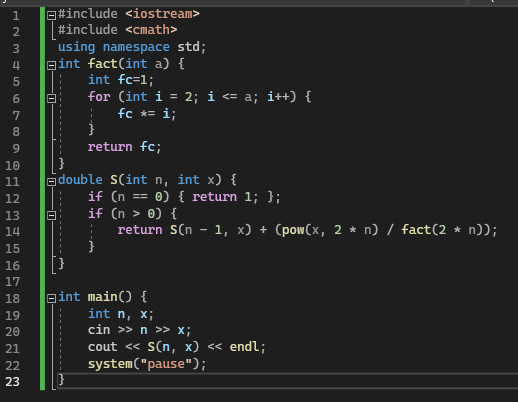 1 #include <iostream>
2 #include <cmath>
3 using namespace std;
4 int fact(int a) {
5 int fc=1;
6 for (int i = 2; i <= a; i++) {
7 fc *= i;
8 }
9 return fc;
10 }
11 double S(int n, int x) {
12 if (n == 0) { return 1; };
13 if (n > 0) {
14 return S(n - 1, x) + (pow(x, 2 * n) / fact(2 * n));
15 }
16 }
17
18 int main() {
19 int n, x;
20 cin >> n >> x;
21 cout << S(n, x) << endl;
22 system("pause");
23 }